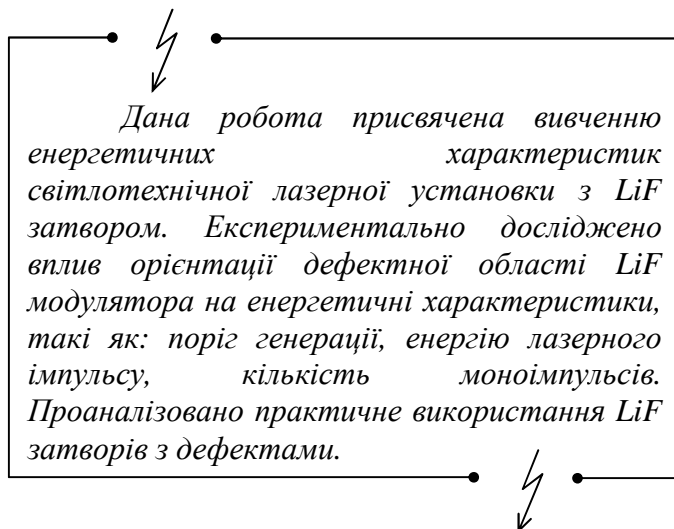 Дана робота присвячена вивченню
енергетичних характеристик
світлотехнічної лазерної установки з LiF
затвором. Експериментально досліджено
вплив орієнтації дефектної області LiF
модулятора на енергетичні характеристики,
такі як: поріг генерації, енергію лазерного
імпульсу, кількість моноімпульсів.
Проаналізовано практичне використання LiF
затворів з дефектами.